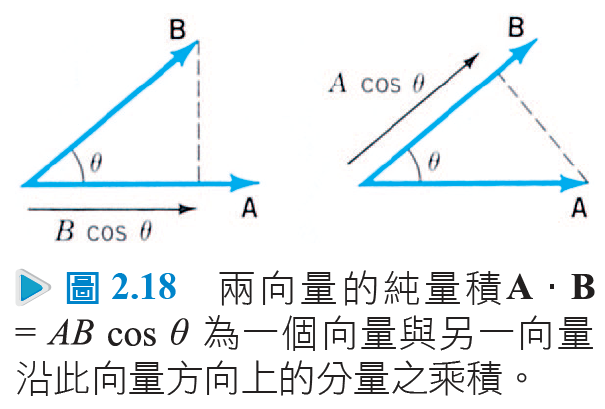 B
θ
A
B cos θ
B
A cos θ
θ
A
圖 2.18 兩向量的純量積A · B
= AB cos θ 為一個向量與另一向量
沿此向量方向上的分量之乘積。